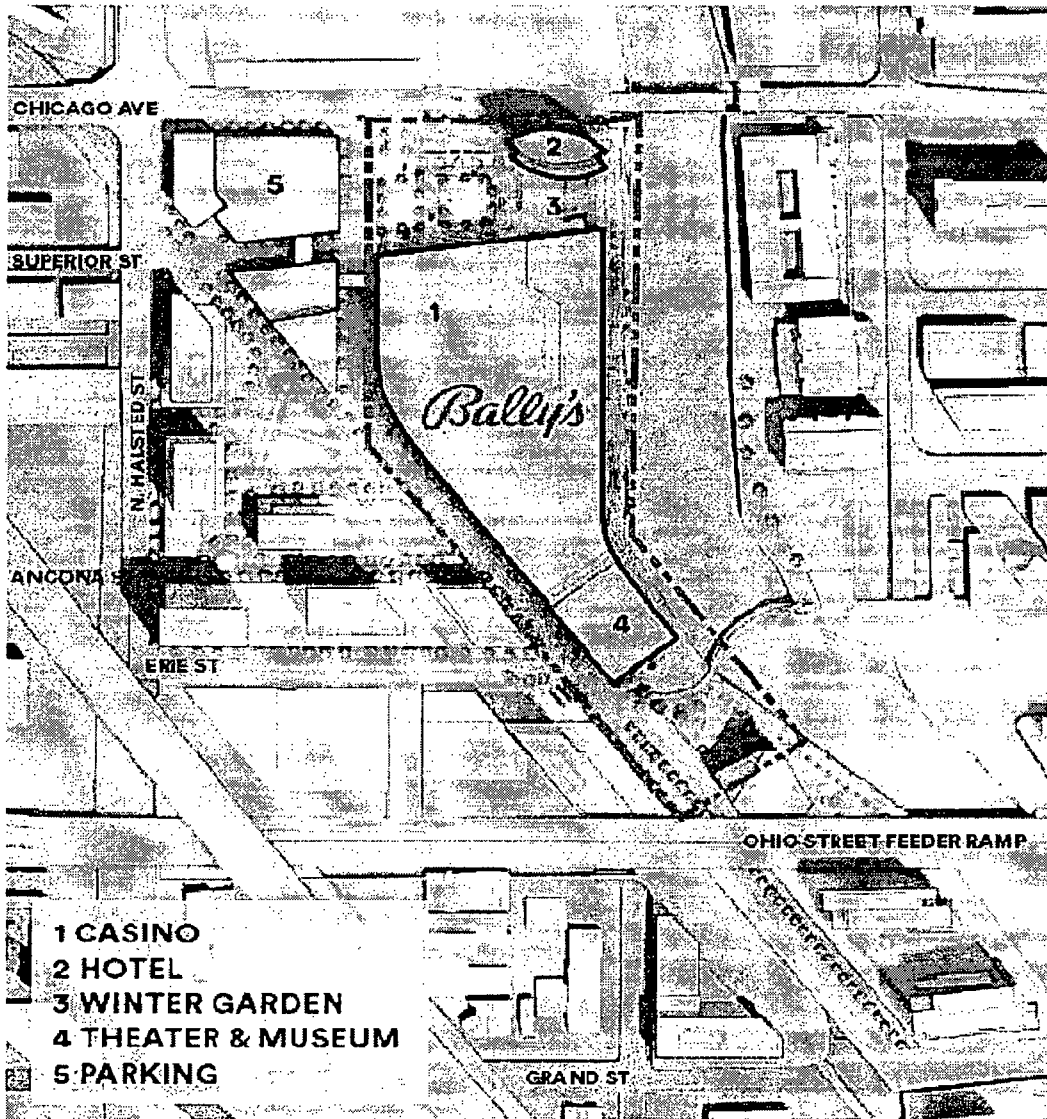 CHICAGO AVE
2
5
3
SUPERIOR ST
1
N. HALSTED ST
Bally's
ANCONA S
4
ERIE ST
OHIO STREET FEEDER RAMP
1 CASINO
2 HOTEL
3 WINTER GARDEN
4 THEATER & MUSEUM
5 PARKING
GRAND ST